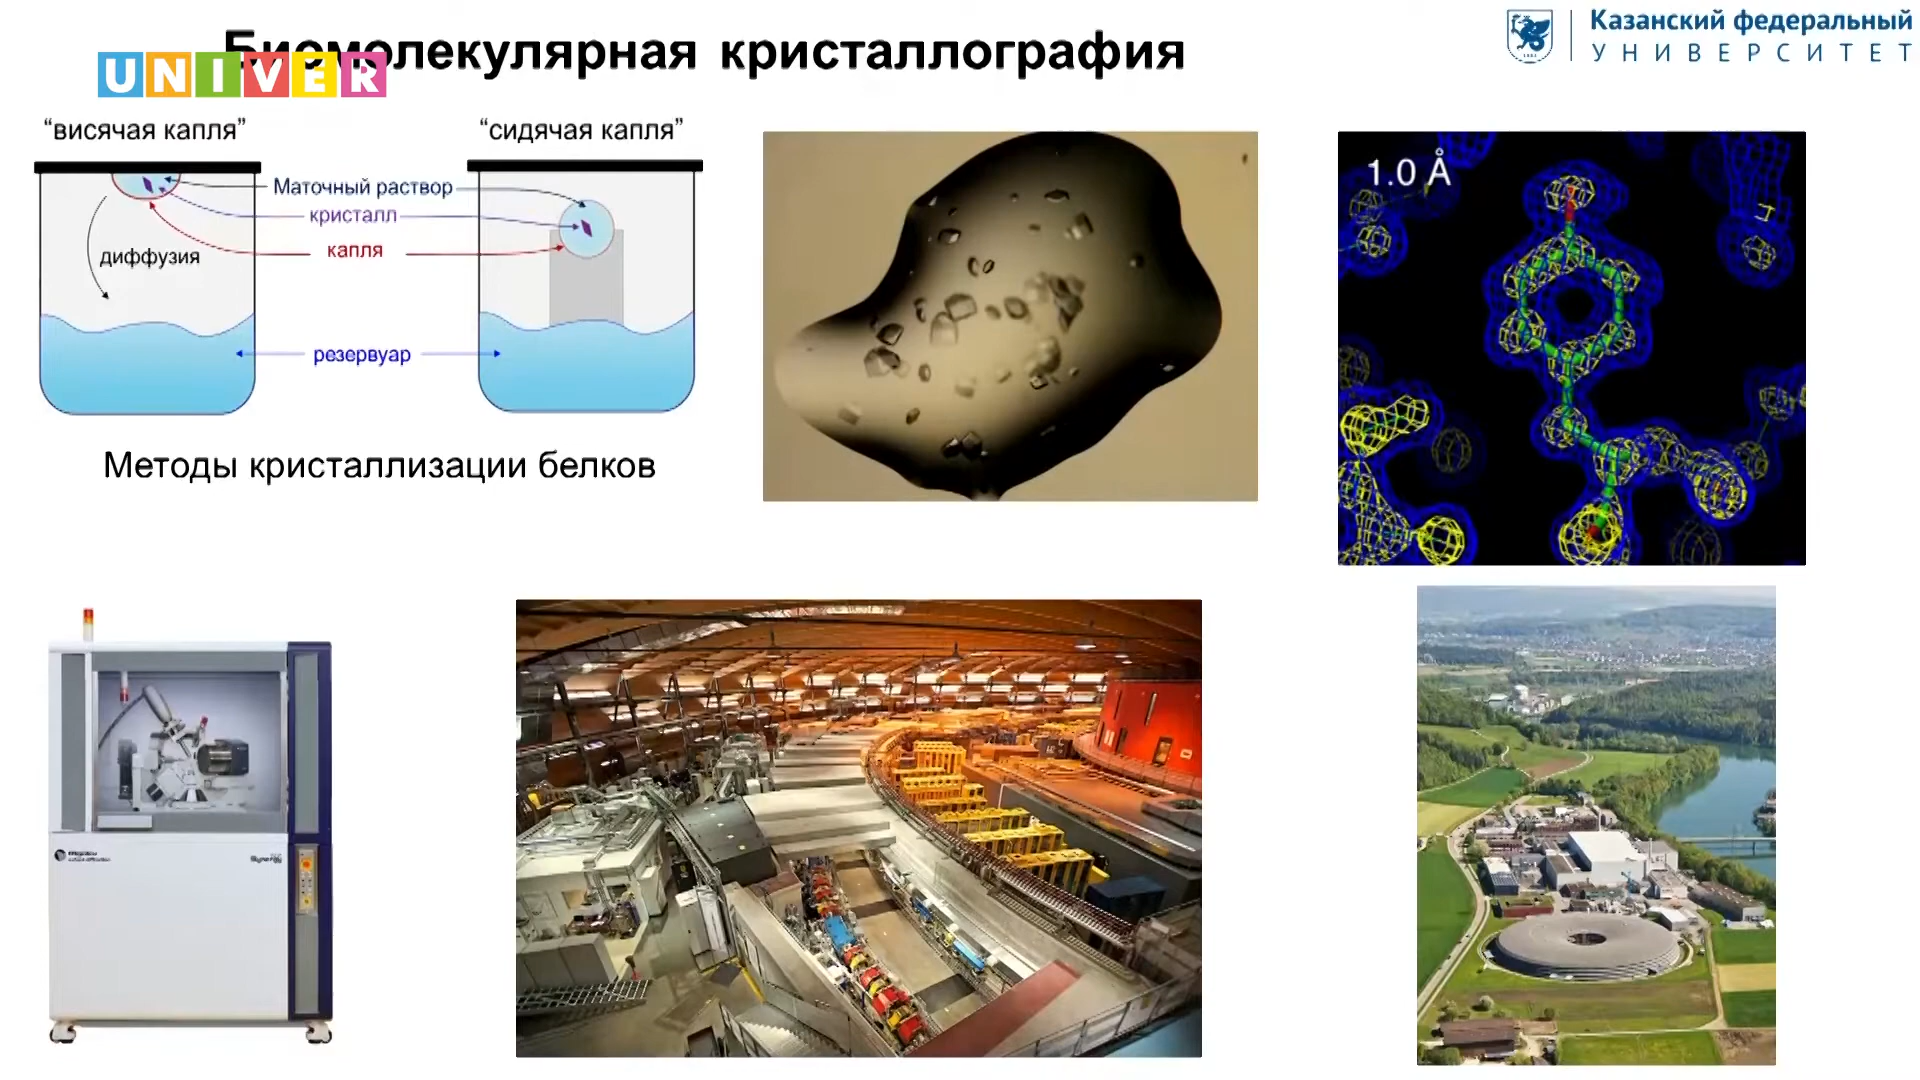 Биомолекулярная кристаллография
UNIVER
Казанский федеральный
УНИВЕРСИТЕТ
“висячая капля”
“сидячая капля”
Маточный раствор
кристалл
капля
диффузия
резервуар
Методы кристаллизации белков
1.0 Å